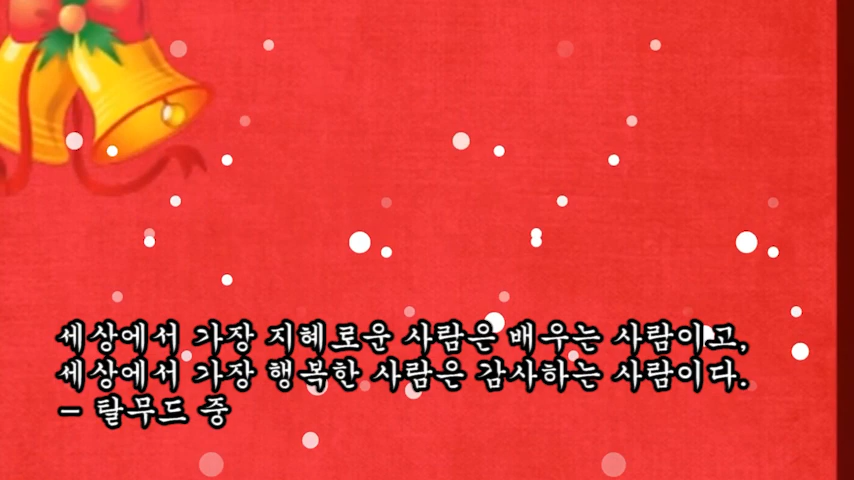 세상에서 가장 지혜로운 사람은 배우는 사람이고,
세상에서 가장 행복한 사람은 감사하는 사람이다.
- 탈무드 중